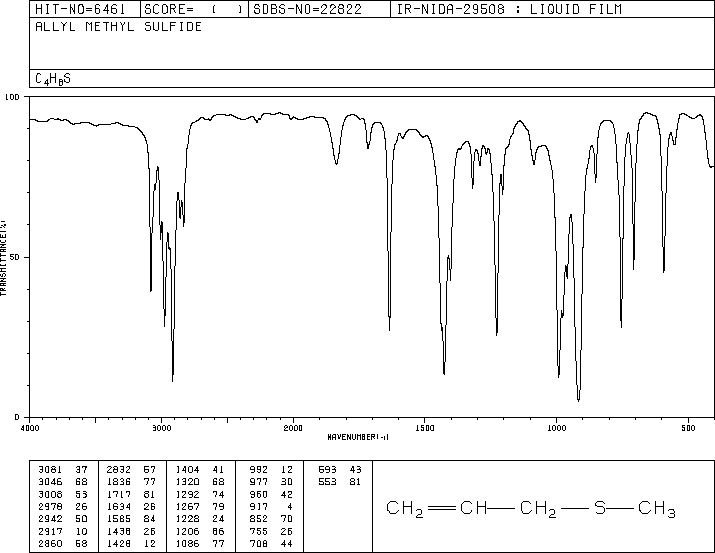 HIT-NO=6461 SCORE= ( ) SDBS-NO=22822 IR-NIDA-29508 : LIQUID FILM
ALLYL METHYL SULFIDE
C4H8S
100
50
0
TRANSMITTANCE(%)
4000 3000 2000 1500 1000 500
WAVENUMBER(-1)
3081 37 2832 57 1404 41 992 12 593 43
3046 68 1836 77 1320 68 977 30 553 81
3008 53 1717 81 1292 74 960 42
2978 26 1634 26 1267 79 917 4
2942 50 1585 84 1228 24 852 70
2917 10 1438 26 1206 66 755 26
2860 58 1428 12 1086 77 708 44
CH2 CH CH2 S CH3